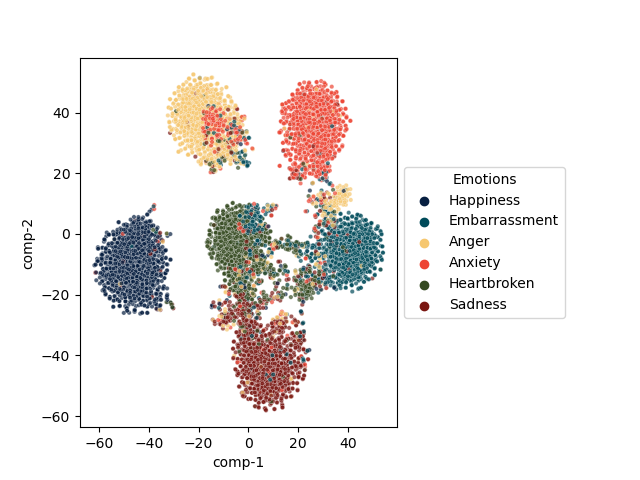 40
20
0
−20
−40
−60
comp-2
−60 −40 −20 0 20 40
comp-1
Emotions
Happiness
Embarrassment
Anger
Anxiety
Heartbroken
Sadness